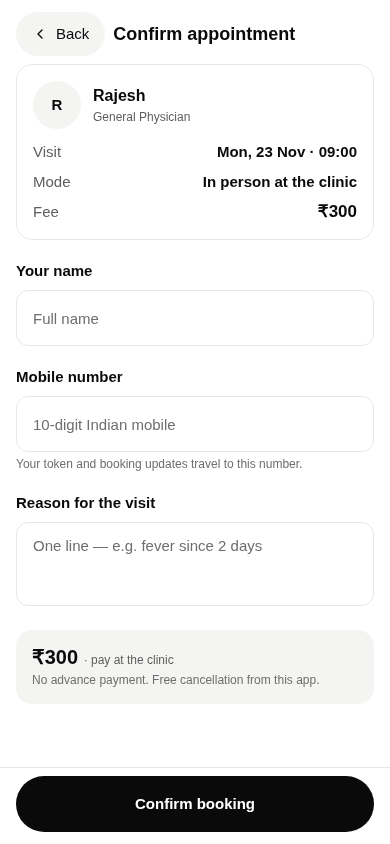 Back
Confirm appointment
R
Rajesh
General Physician
Visit Mon, 23 Nov · 09:00
Mode In person at the clinic
Fee ₹300
Your name
Full name
Mobile number
10-digit Indian mobile
Your token and booking updates travel to this number.
Reason for the visit
One line — e.g. fever since 2 days
₹300 · pay at the clinic
No advance payment. Free cancellation from this app.
Confirm booking